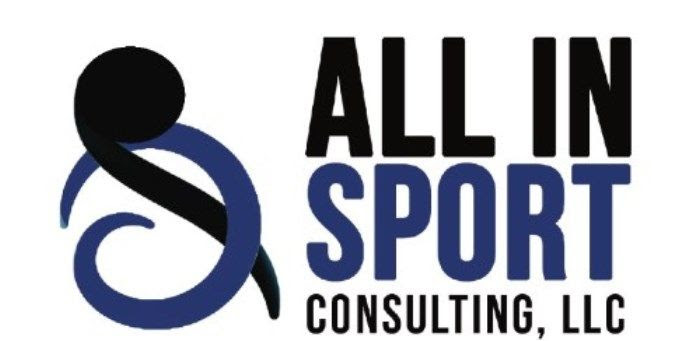 ALL IN
SPORT
CONSULTING, LLC